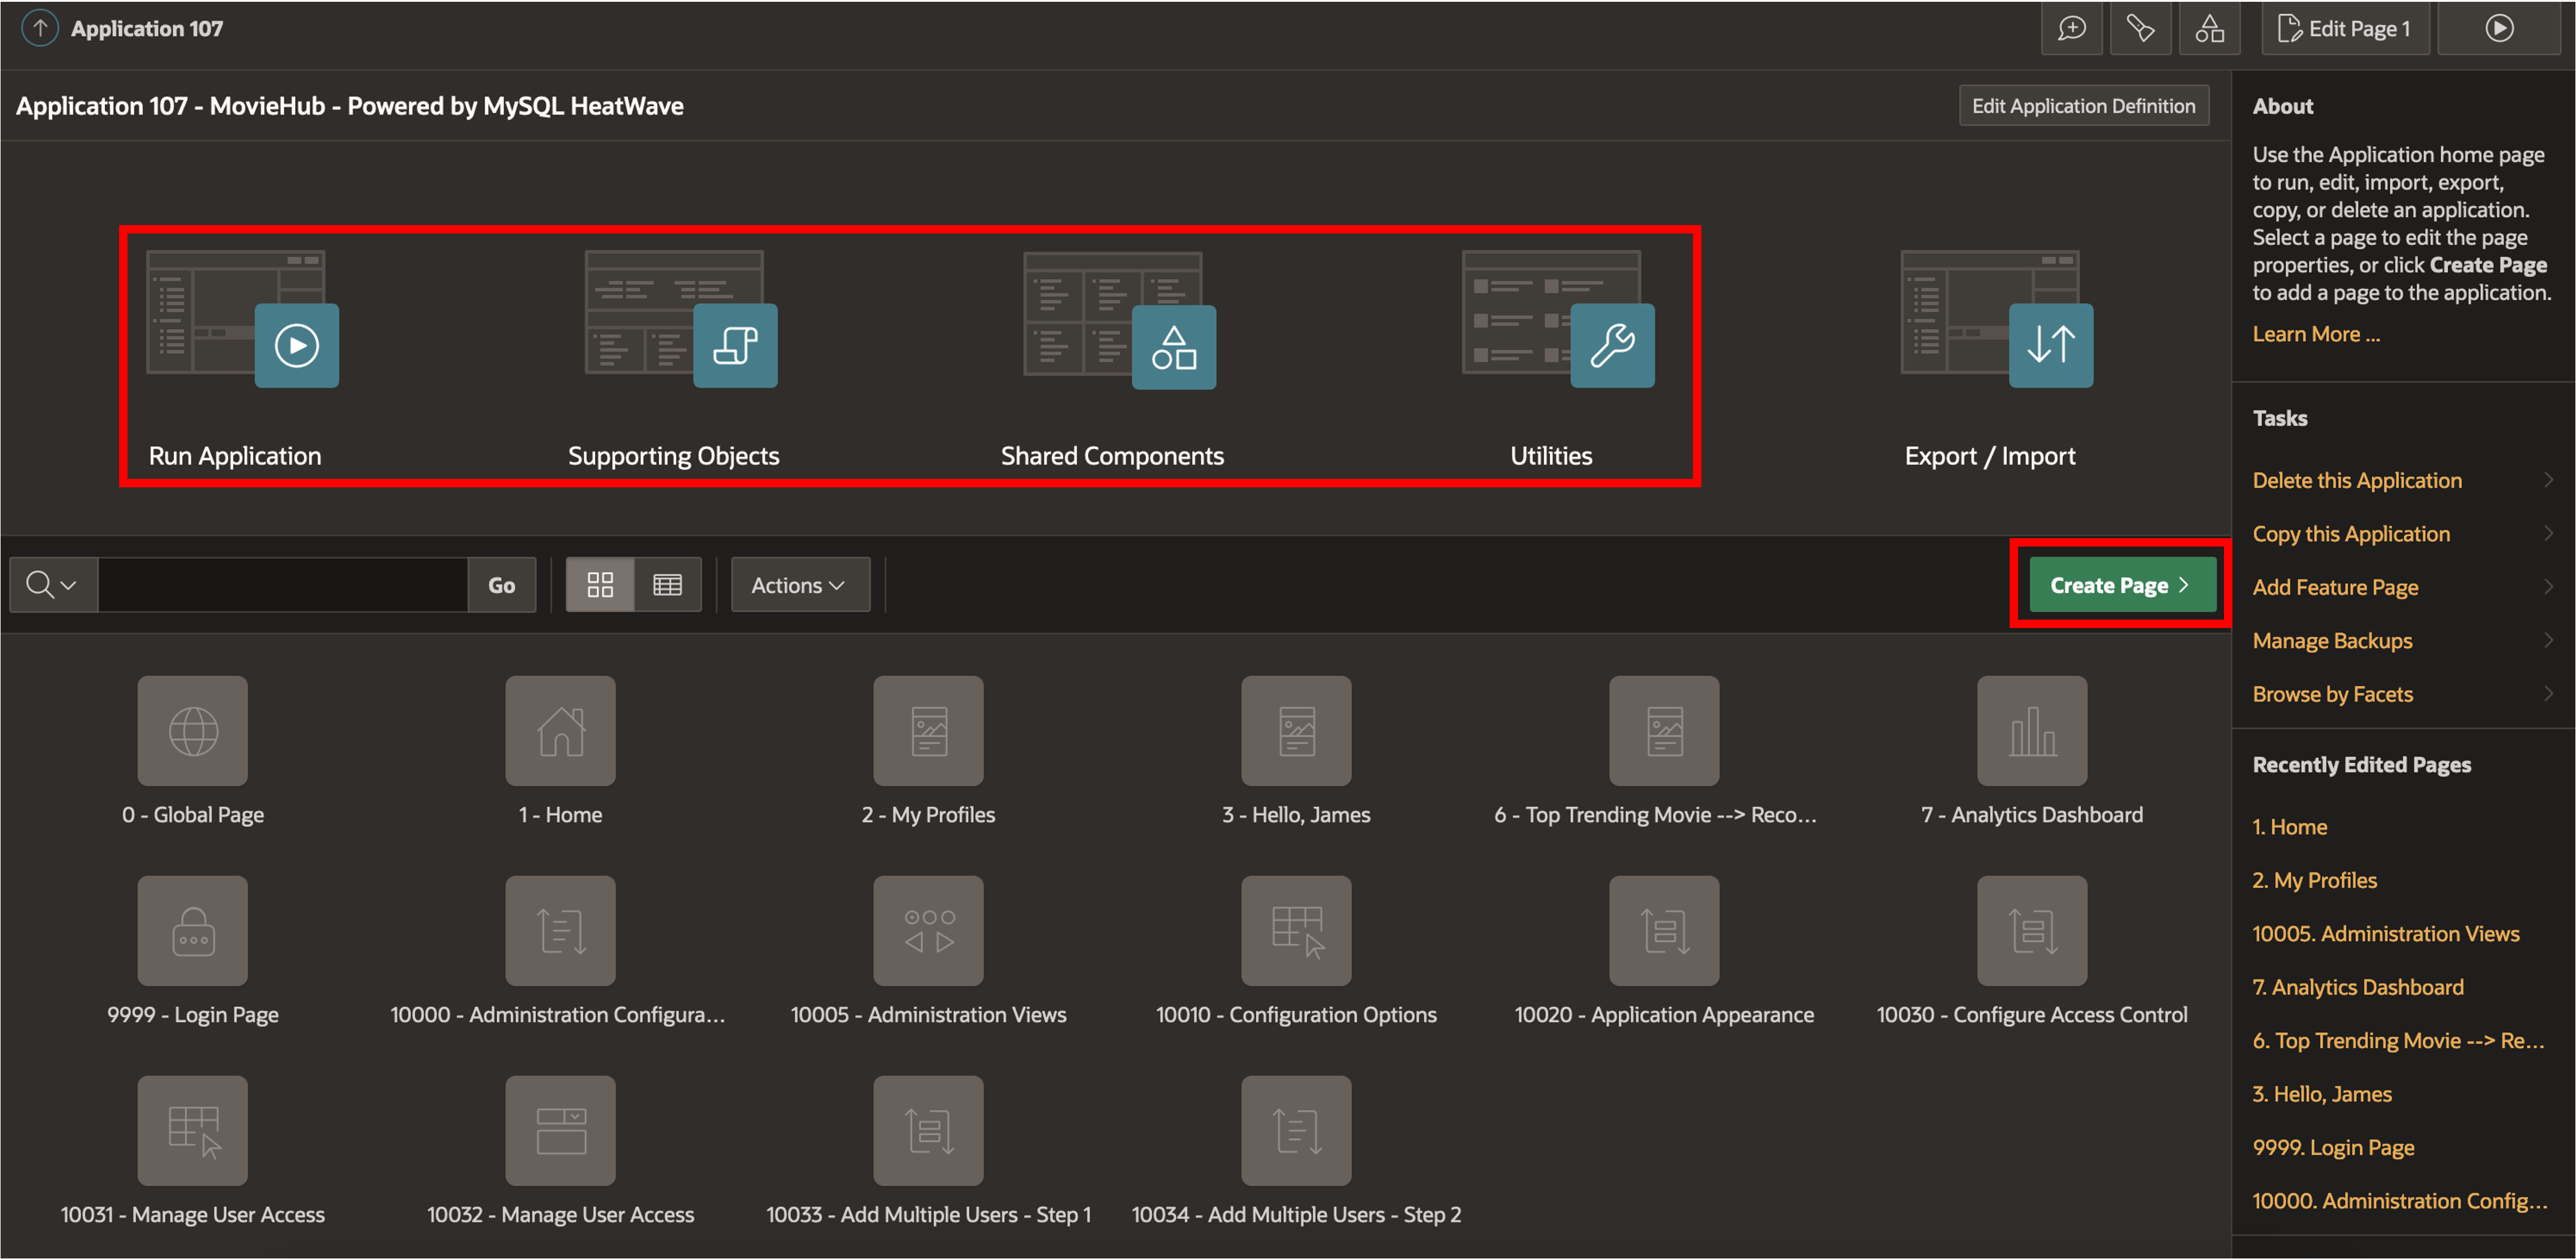 Application 107
Edit Page 1
Application 107 - MovieHub - Powered by MySQL HeatWave
Edit Application Definition
Run Application
Supporting Objects
Shared Components
Utilities
Export / Import
Go
Actions
Create Page
0 - Global Page
1 - Home
2 - My Profiles
3 - Hello, James
6 - Top Trending Movie --> Reco...
7 - Analytics Dashboard
9999 - Login Page
10000 - Administration Configura...
10005 - Administration Views
10010 - Configuration Options
10020 - Application Appearance
10030 - Configure Access Control
10031 - Manage User Access
10032 - Manage User Access
10033 - Add Multiple Users - Step 1
10034 - Add Multiple Users - Step 2
About
Use the Application home page
to run, edit, import, export,
copy, or delete an application.
Select a page to edit the page
properties, or click Create Page
to add a page to the application.
Learn More ...
Tasks
Delete this Application
Copy this Application
Add Feature Page
Manage Backups
Browse by Facets
Recently Edited Pages
1. Home
2. My Profiles
10005. Administration Views
7. Analytics Dashboard
6. Top Trending Movie --> Re...
3. Hello, James
9999. Login Page
10000. Administration Config...